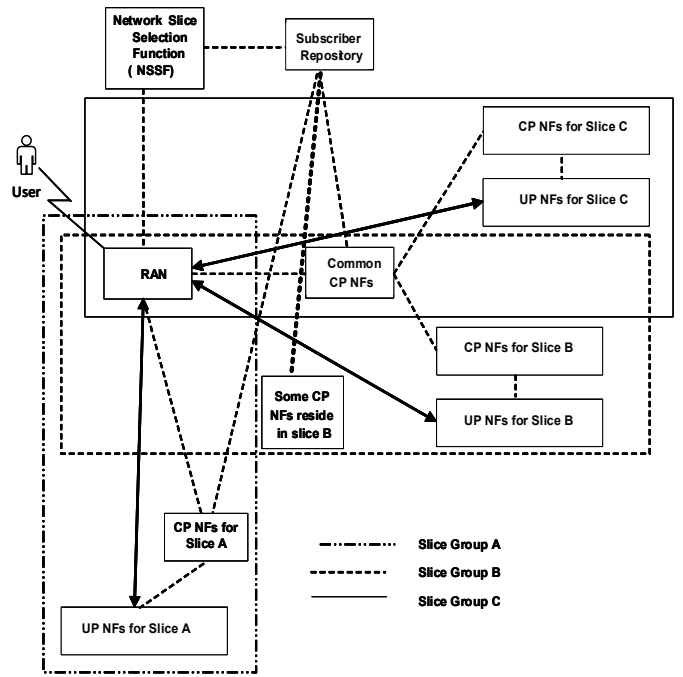 Network Slice
Selection
Function
( NSSF)
Subscriber
Repository
User
CP NFs for Slice C
UP NFs for Slice C
RAN
Common
CP NFs
CP NFs for Slice B
Some CP
NFs reside
in slice B
UP NFs for Slice B
CP NFs for
Slice A
UP NFs for Slice A
Slice Group A
Slice Group B
Slice Group C